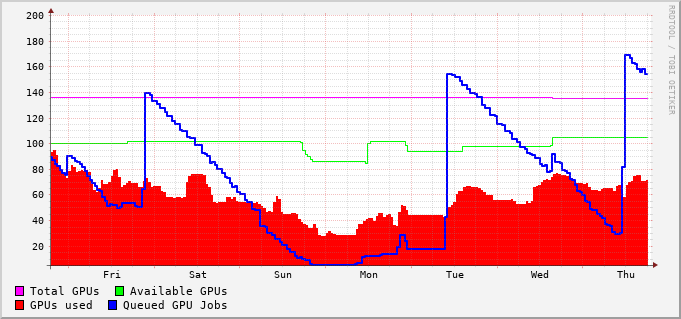 200
180
160
140
120
100
80
60
40
20
Fri Sat Sun Mon Tue Wed Thu
Total GPUs Available GPUs
GPUs used Queued GPU Jobs
RRDTOOL / TOBI OETIKER